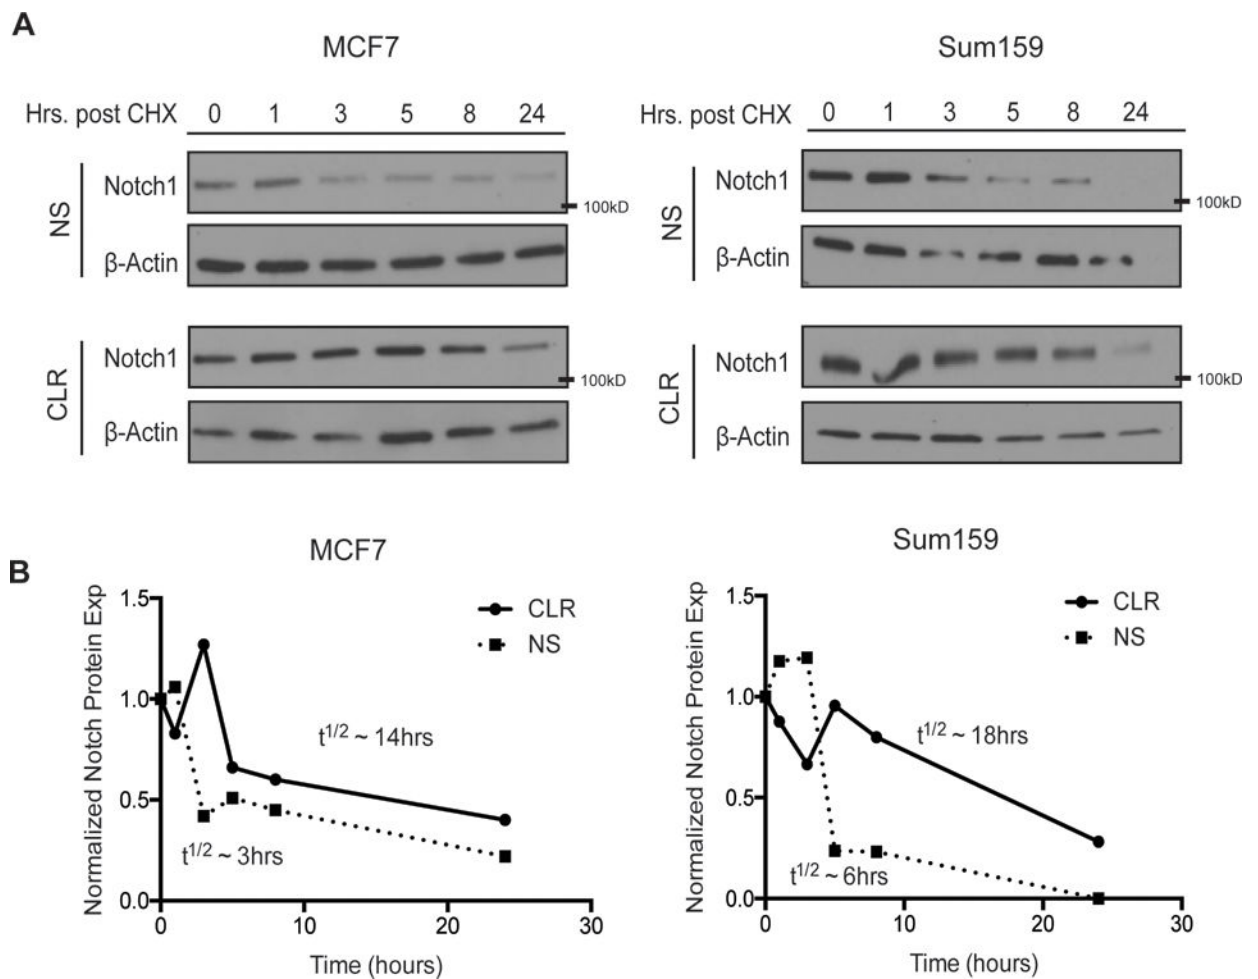 A
MCF7
Sum159
Hrs. post CHX 0 1 3 5 8 24
Hrs. post CHX 0 1 3 5 8 24
NS
Notch1
100kD
β-Actin
NS
Notch1
100kD
β-Actin
CLR
Notch1
100kD
β-Actin
CLR
Notch1
100kD
β-Actin
B
MCF7
Normalized Notch Protein Exp
1.5
1.0
0.5
0.0
CLR
NS
t1/2 ~ 14hrs
t1/2 ~ 3hrs
0 10 20 30
Time (hours)
Sum159
Normalized Notch Protein Exp
1.5
1.0
0.5
0.0
CLR
NS
t1/2 ~ 18hrs
t1/2 ~ 6hrs
0 10 20 30
Time (hours)